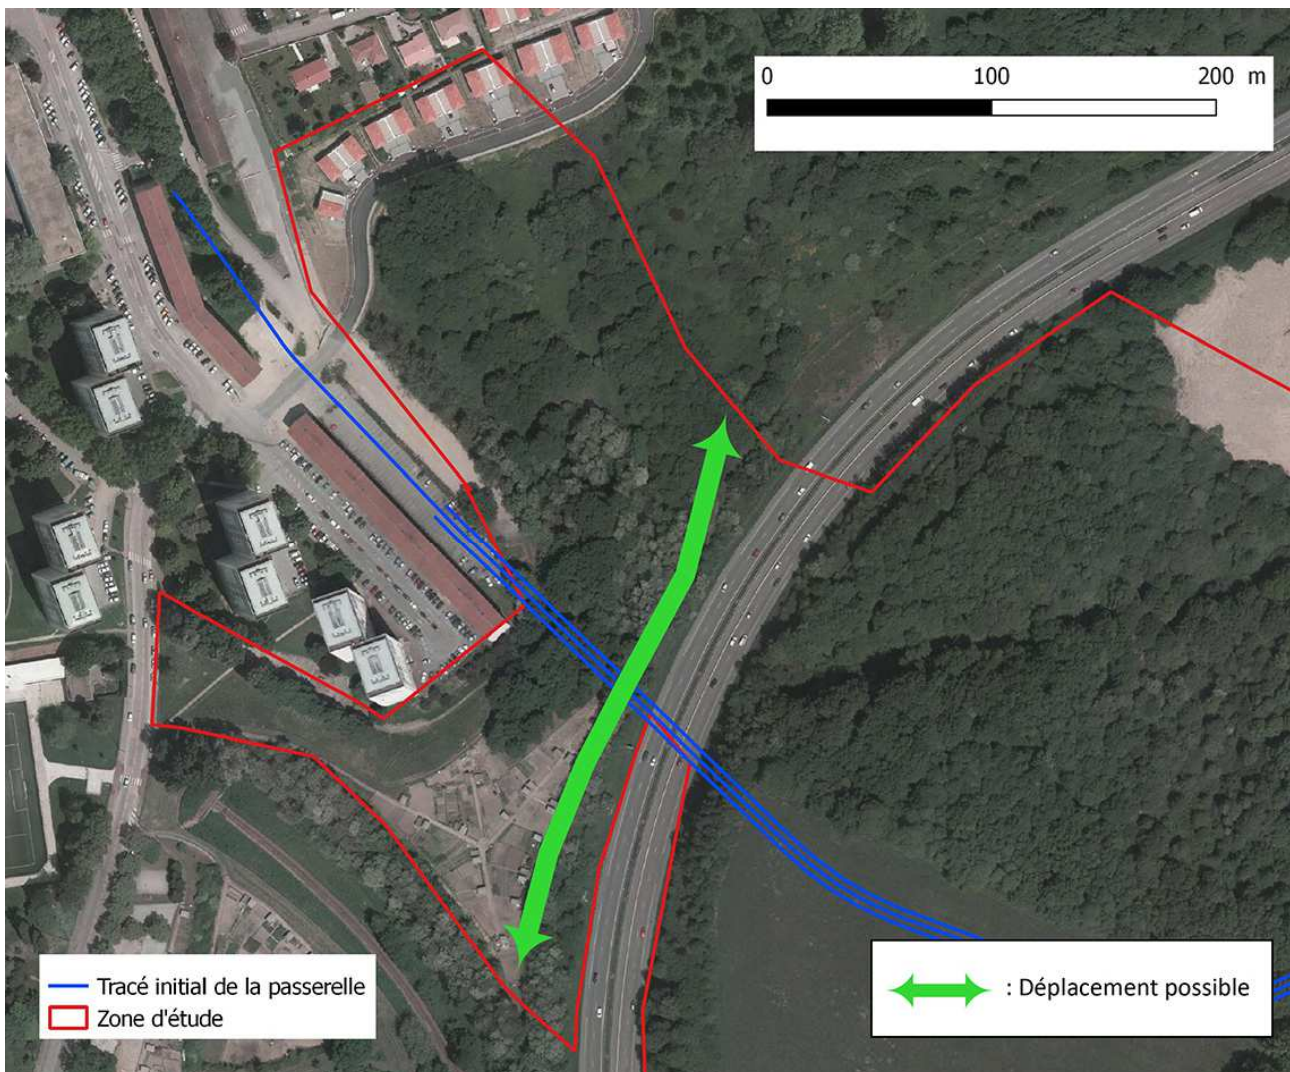 0 100 200 m
Tracé initial de la passerelle
Zone d'étude
: Déplacement possible